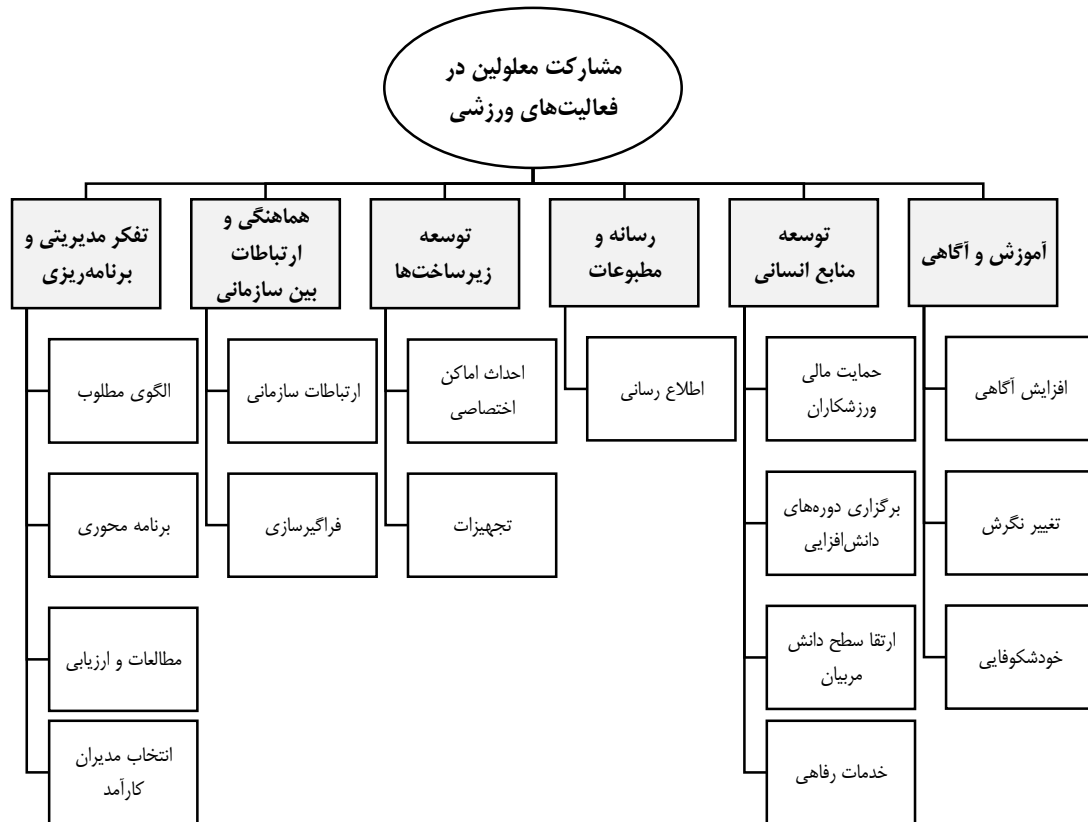 مشارکت معلولین در
فعالیت‌های ورزشی
آموزش و آگاهی
توسعه
منابع انسانی
رسانه و
مطبوعات
توسعه
زیرساخت‌ها
هماهنگی و
ارتباطات
بین سازمانی
تفکر مدیریتی و
برنامه‌ریزی
افزایش آگاهی
تغییر نگرش
خودشکوفایی
حمایت مالی
ورزشکاران
برگزاری دوره‌های
دانش‌افزایی
ارتقا سطح دانش
مربیان
خدمات رفاهی
اطلاع رسانی
احداث اماکن
اختصاصی
تجهیزات
ارتباطات سازمانی
فراگیرسازی
الگوی مطلوب
برنامه محوری
مطالعات و ارزیابی
انتخاب مدیران
کارآمد